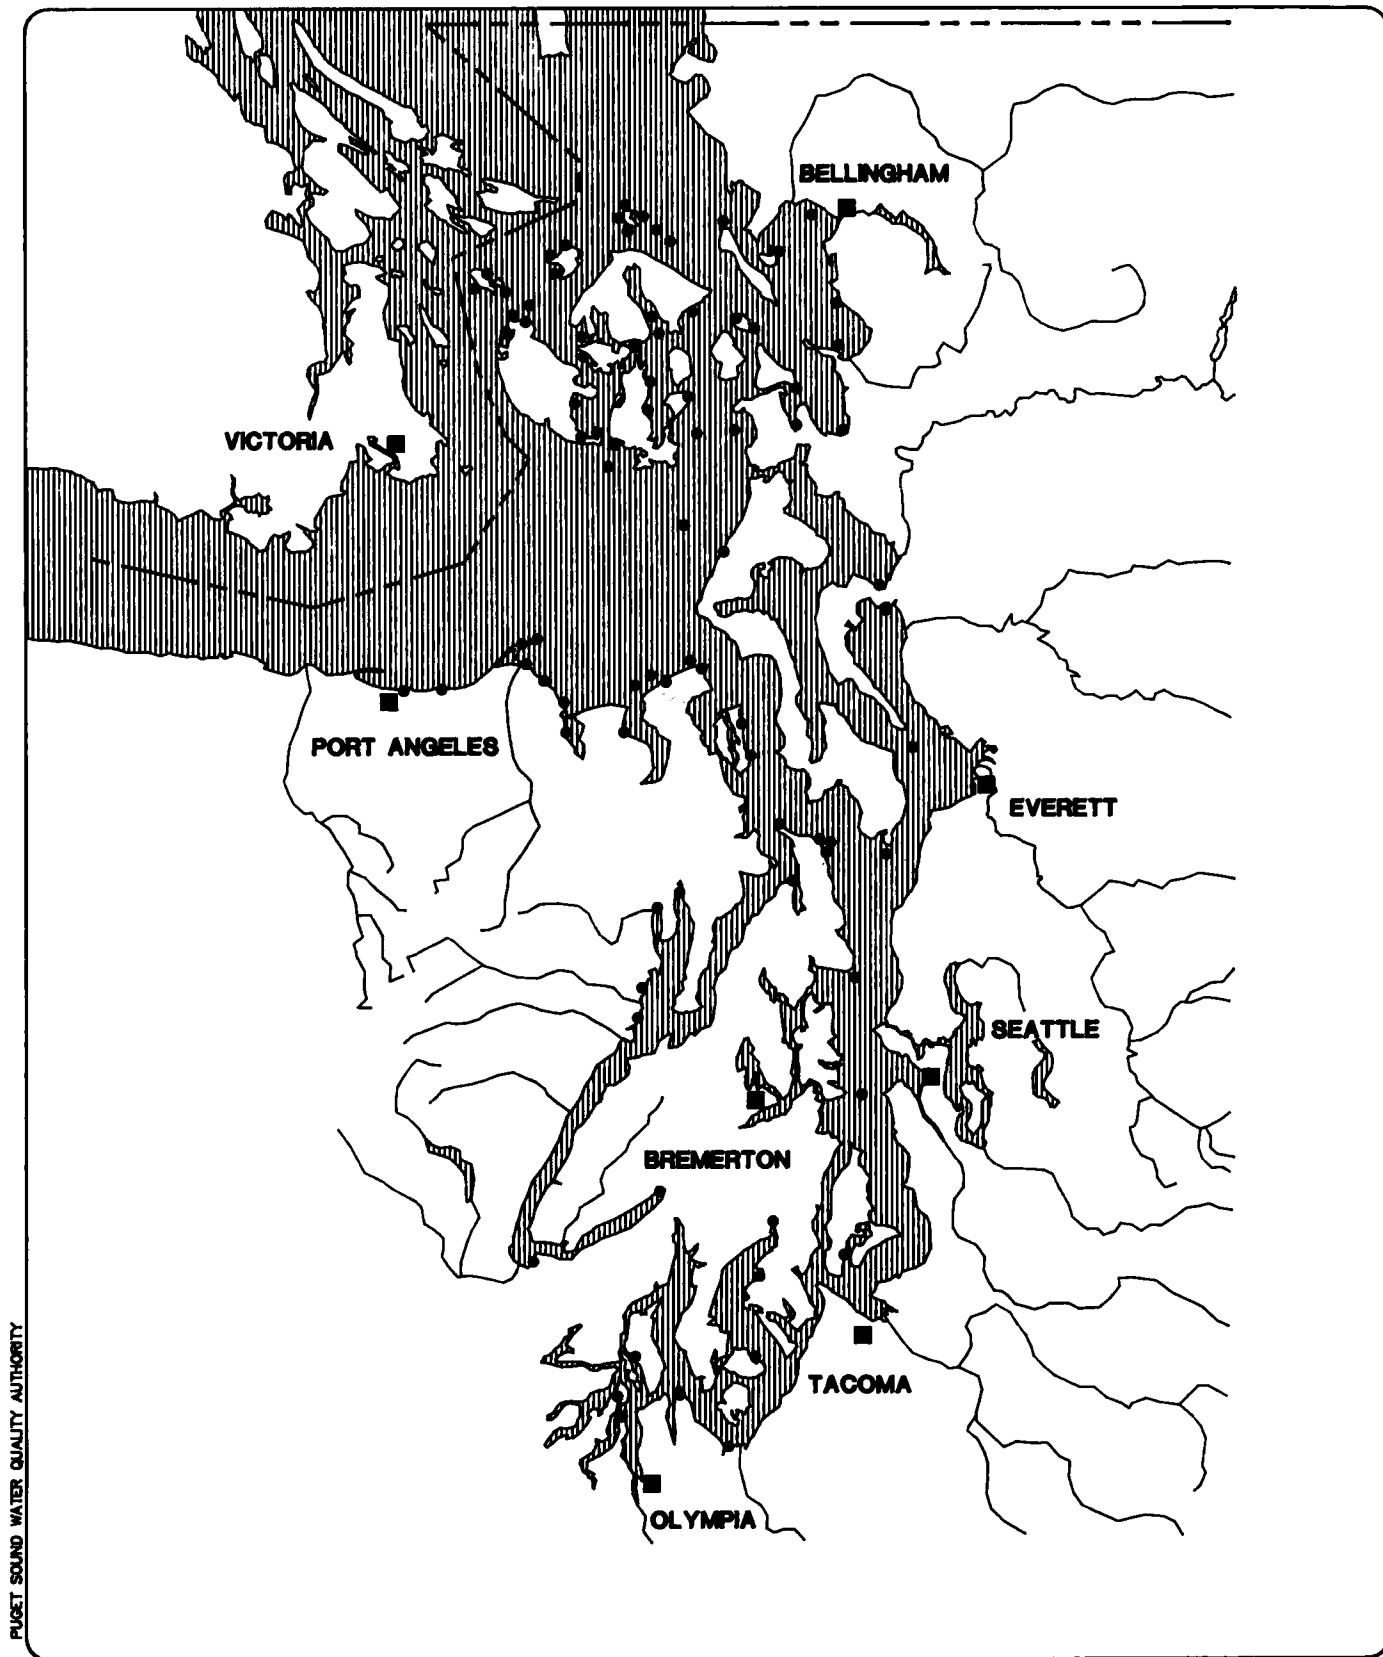 BELLINGHAM
VICTORIA
PORT ANGELES
EVERETT
SEATTLE
BREMERTON
TACOMA
OLYMPIA
PUGET SOUND WATER QUALITY AUTHORITY